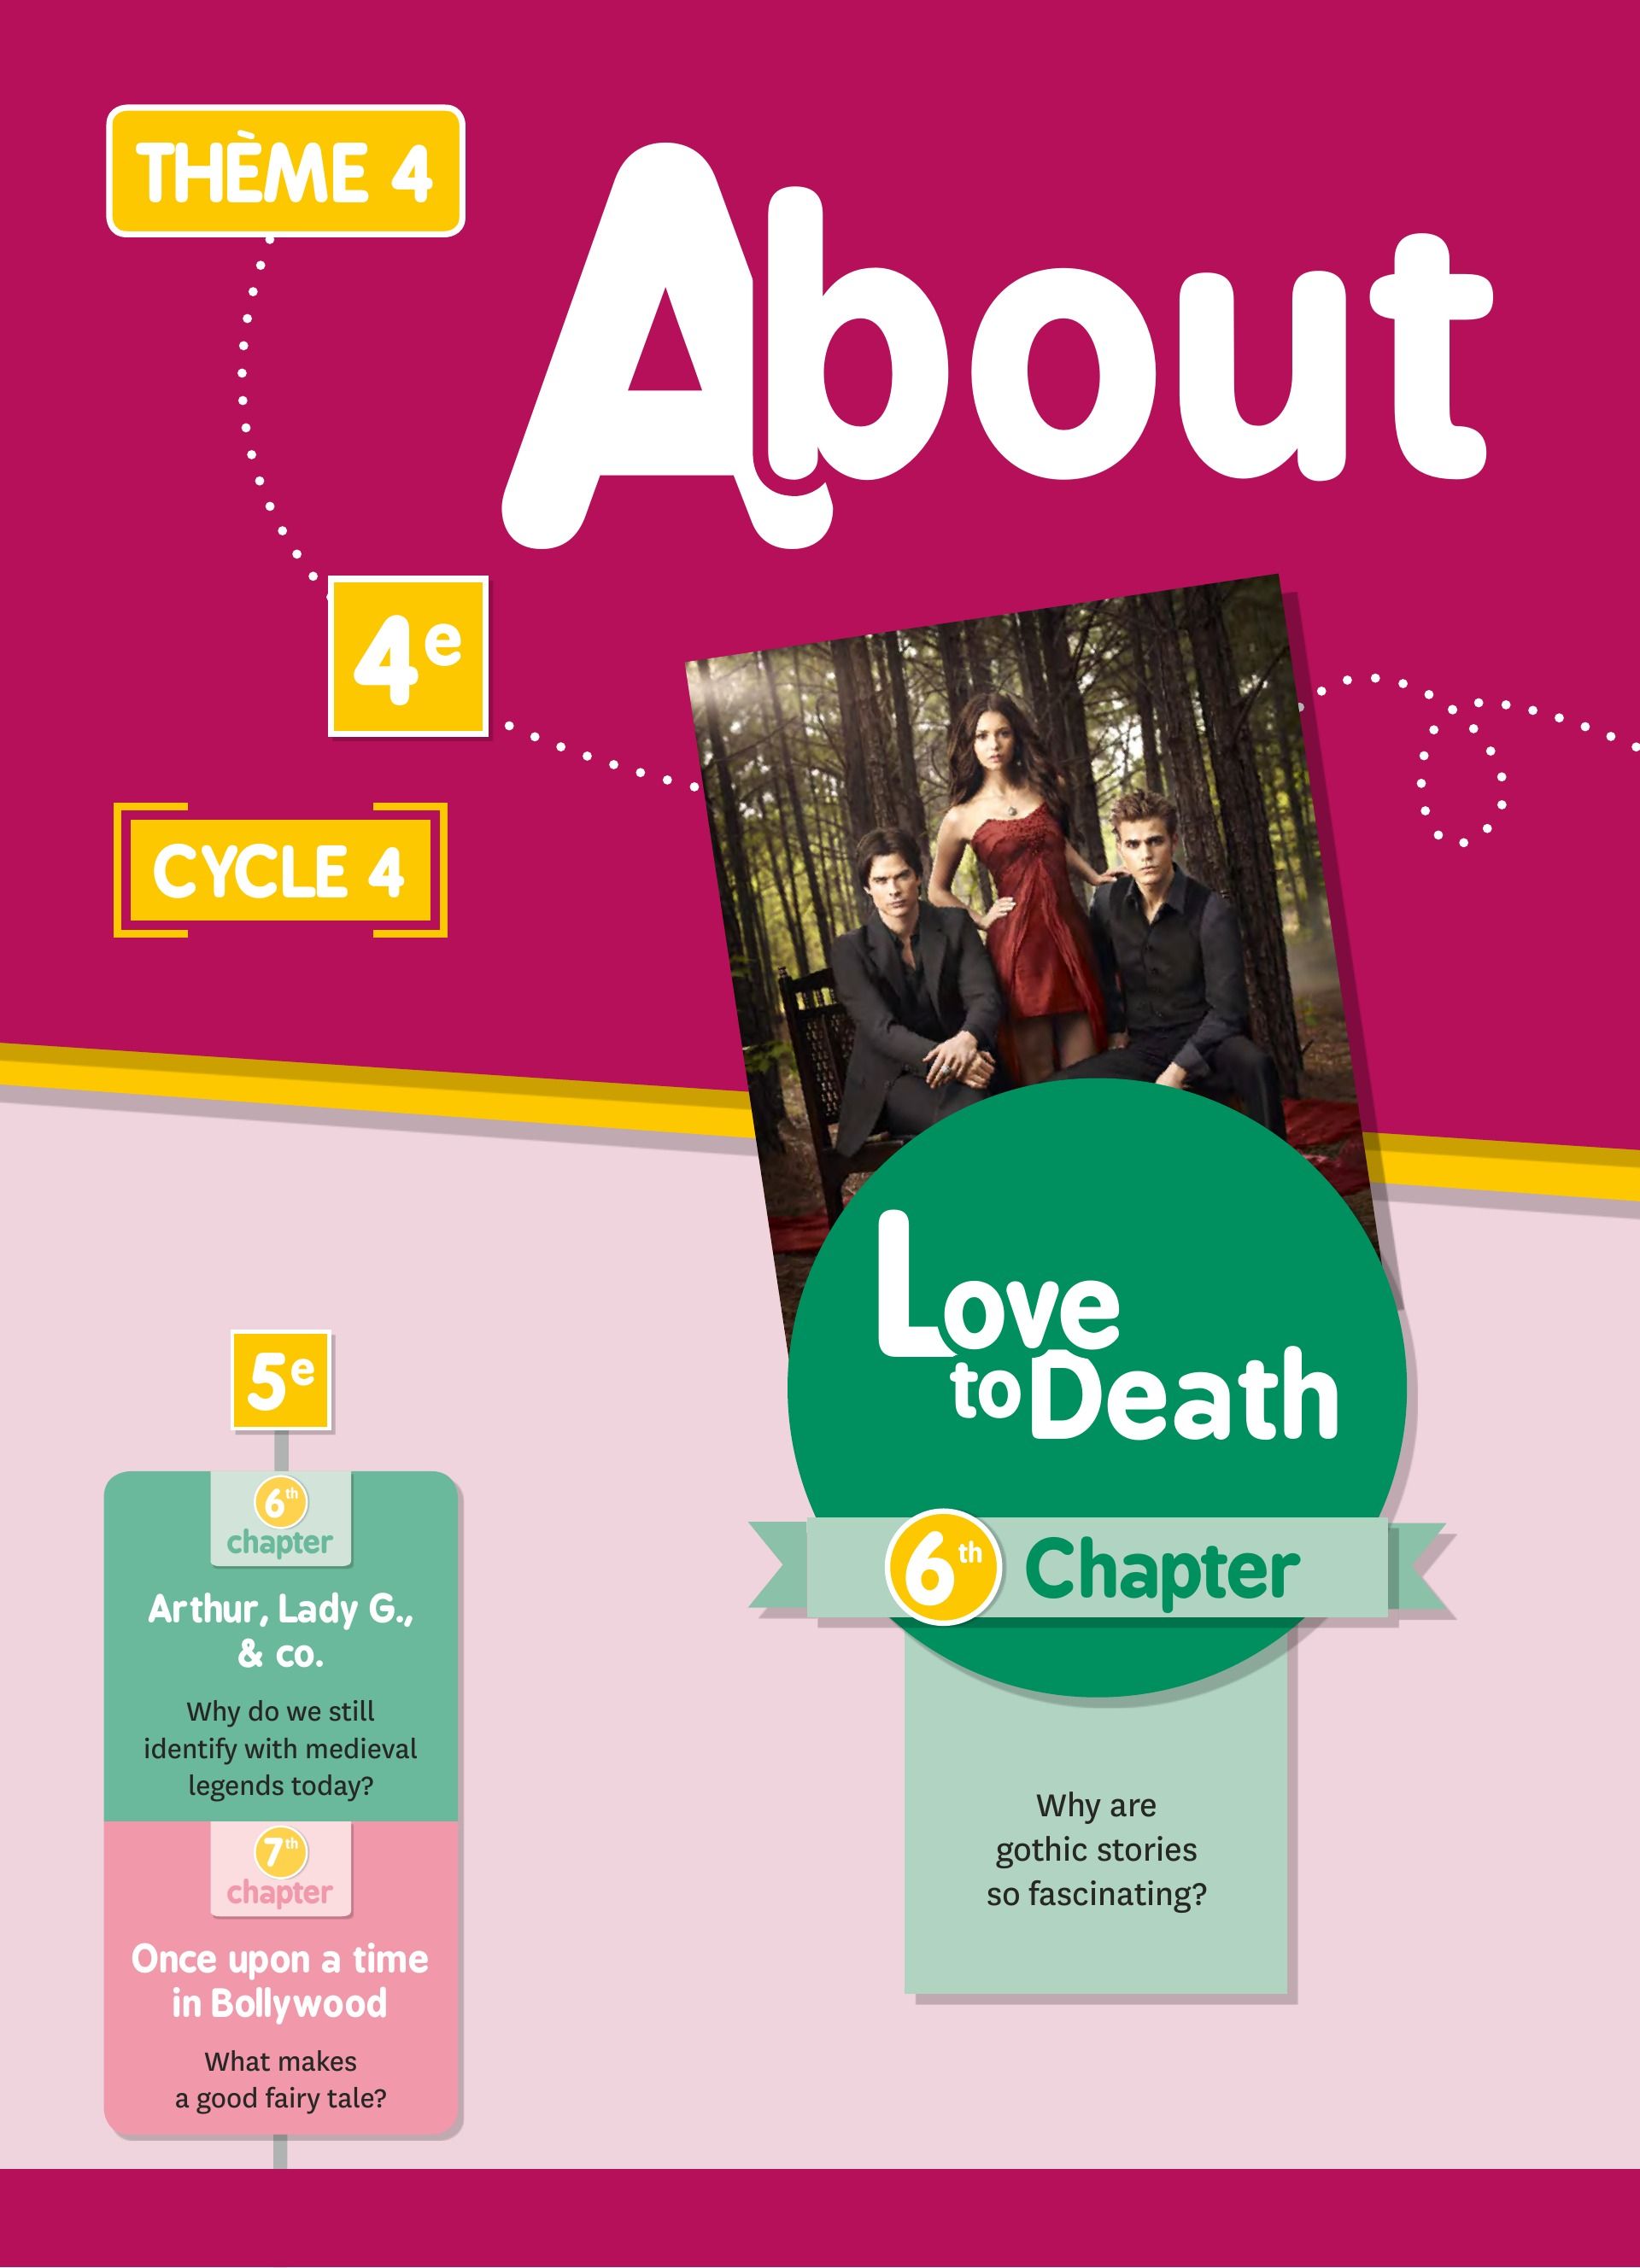 THÈME 4
About
4e
CYCLE 4
Love
to Death
6th Chapter
Why are
gothic stories
so fascinating?
5e
6th
chapter
Arthur, Lady G.,
& co.
Why do we still
identify with medieval
legends today?
7th
chapter
Once upon a time
in Bollywood
What makes
a good fairy tale?